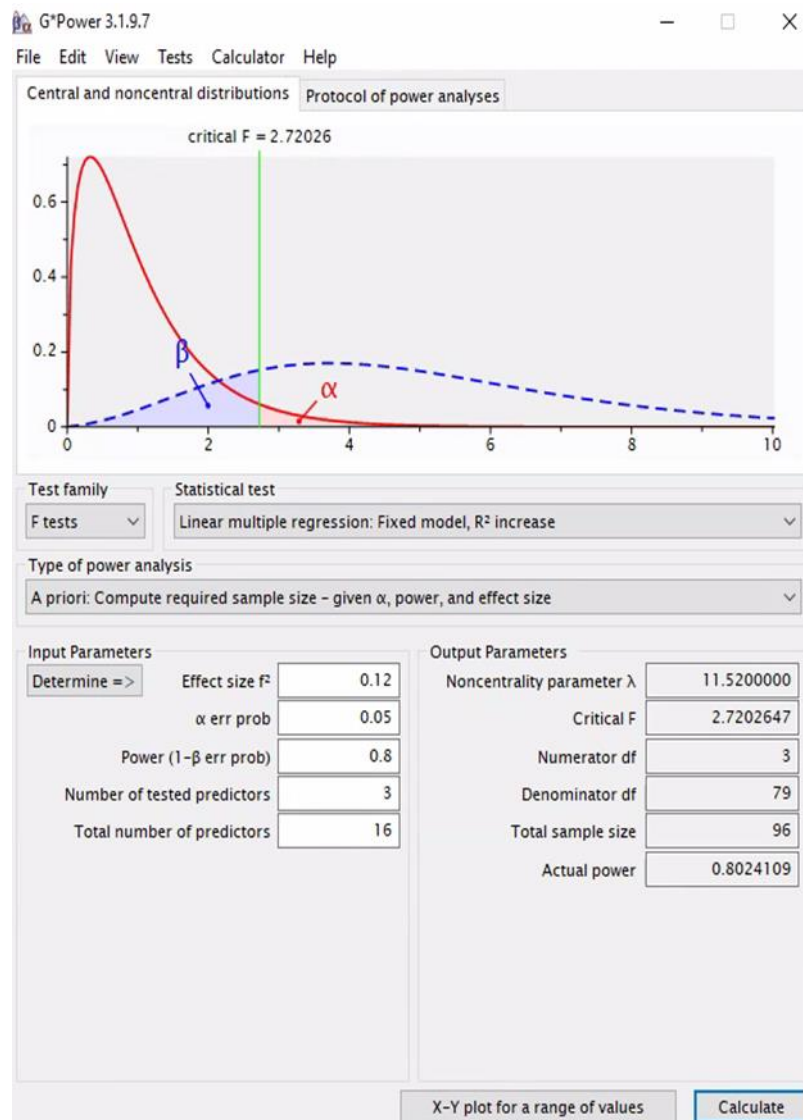 G*Power 3.1.9.7
File Edit View Tests Calculator Help
Central and noncentral distributions Protocol of power analyses
critical F = 2.72026
0.6
0.4
0.2
0
β
α
0 2 4 6 8 10
Test family Statistical test
F tests Linear multiple regression: Fixed model, R² increase
Type of power analysis
A priori: Compute required sample size – given α, power, and effect size
Input Parameters
Determine => Effect size f² 0.12
α err prob 0.05
Power (1-β err prob) 0.8
Number of tested predictors 3
Total number of predictors 16
Output Parameters
Noncentrality parameter λ 11.5200000
Critical F 2.7202647
Numerator df 3
Denominator df 79
Total sample size 96
Actual power 0.8024109
X-Y plot for a range of values Calculate